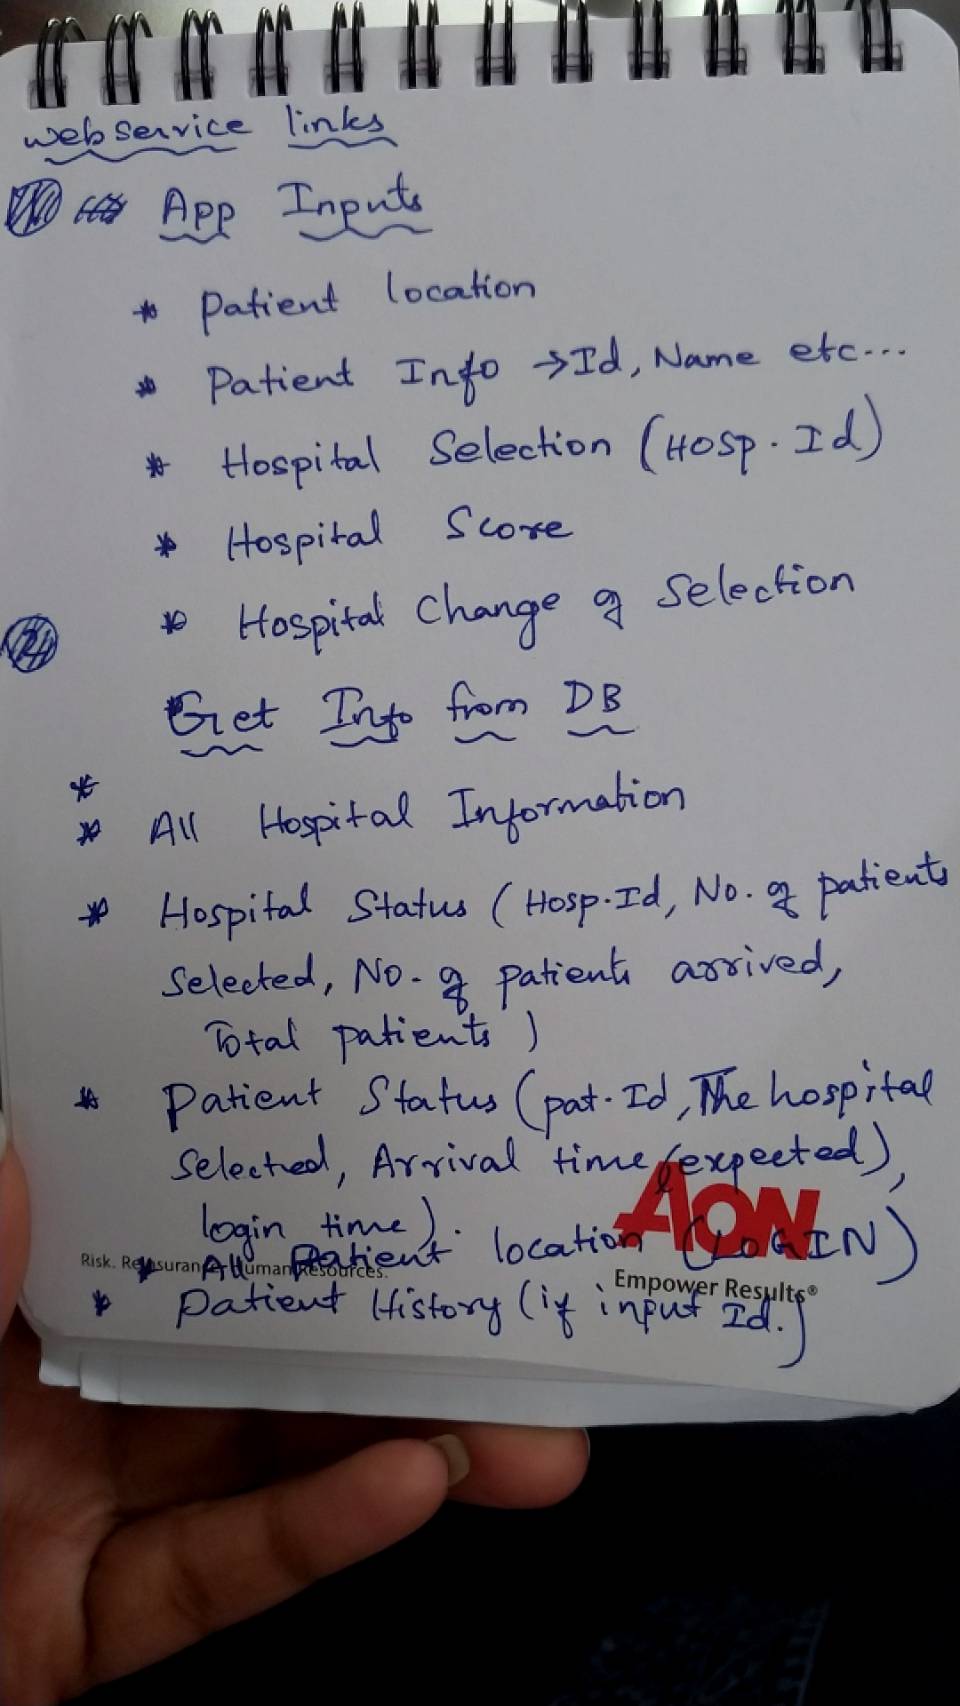 webservice links
App Inputs
* Patient location
* Patient Info → Id, Name etc...
* Hospital Selection (Hosp. Id)
* Hospital Score
* Hospital Change of Selection
Get Info from DB
*
* All Hospital Information
* Hospital Status (Hosp.Id, No. of patients
Selected, No. of patients arrived,
Total patients)
* Patient Status (pat. Id, The hospital
Selected, Arrival time (expected),
login time).
* All Patient location (LOGIN)
Risk. Reinsurance. Human Resources.
AON
Empower Results®
* Patient History (if input Id.)